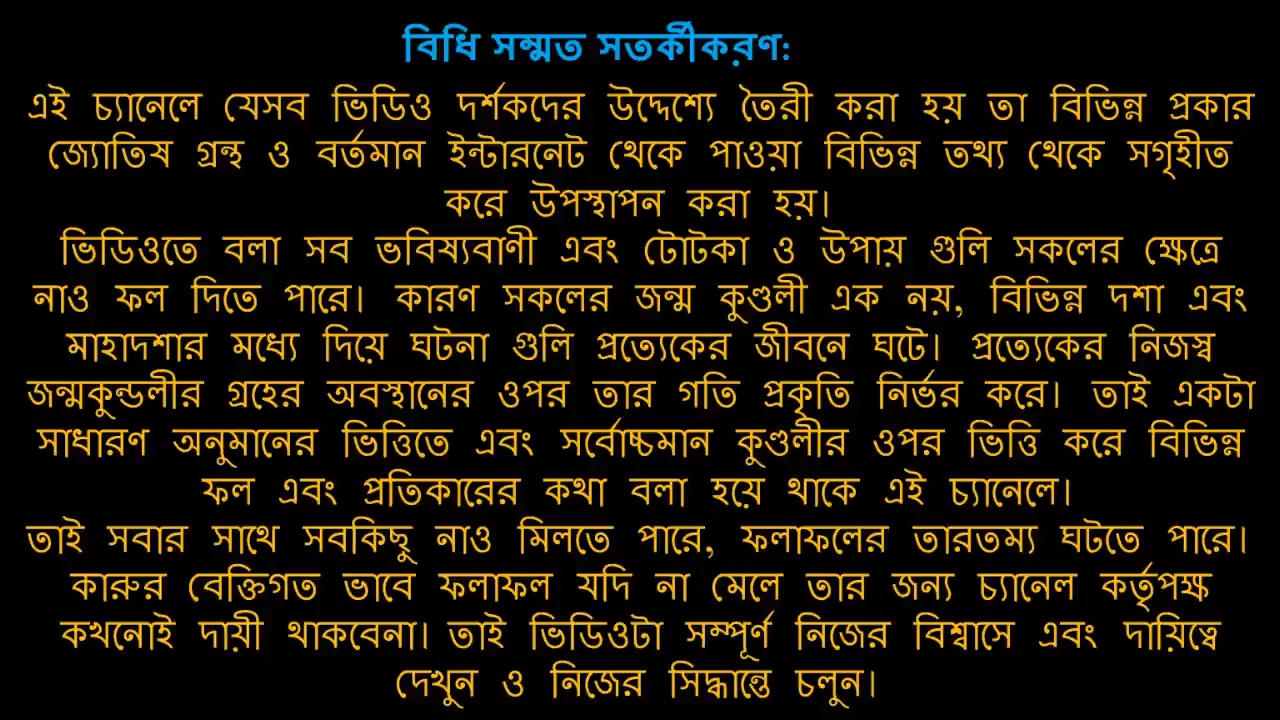 বিধি সম্মত সতর্কীকরণ:
এই চ্যানেলে যেসব ভিডিও দর্শকদের উদ্দেশ্যে তৈরী করা হয় তা বিভিন্ন প্রকার
জ্যোতিষ গ্রন্থ ও বর্তমান ইন্টারনেট থেকে পাওয়া বিভিন্ন তথ্য থেকে সগৃহীত
করে উপস্থাপন করা হয়।
ভিডিওতে বলা সব ভবিষ্যবাণী এবং টোটকা ও উপায় গুলি সকলের ক্ষেত্রে
নাও ফল দিতে পারে। কারণ সকলের জন্ম কুণ্ডলী এক নয়, বিভিন্ন দশা এবং
মাহাদশার মধ্যে দিয়ে ঘটনা গুলি প্রত্যেকের জীবনে ঘটে। প্রত্যেকের নিজস্ব
জন্মকুন্ডলীর গ্রহের অবস্থানের ওপর তার গতি প্রকৃতি নির্ভর করে। তাই একটা
সাধারণ অনুমানের ভিত্তিতে এবং সর্বোচ্চমান কুণ্ডলীর ওপর ভিত্তি করে বিভিন্ন
ফল এবং প্রতিকারের কথা বলা হয়ে থাকে এই চ্যানেলে।
তাই সবার সাথে সবকিছু নাও মিলতে পারে, ফলাফলের তারতম্য ঘটতে পারে।
কারুর বেক্তিগত ভাবে ফলাফল যদি না মেলে তার জন্য চ্যানেল কর্তৃপক্ষ
কখনোই দায়ী থাকবেনা। তাই ভিডিওটা সম্পূর্ণ নিজের বিশ্বাসে এবং দায়িত্বে
দেখুন ও নিজের সিদ্ধান্তে চলুন।